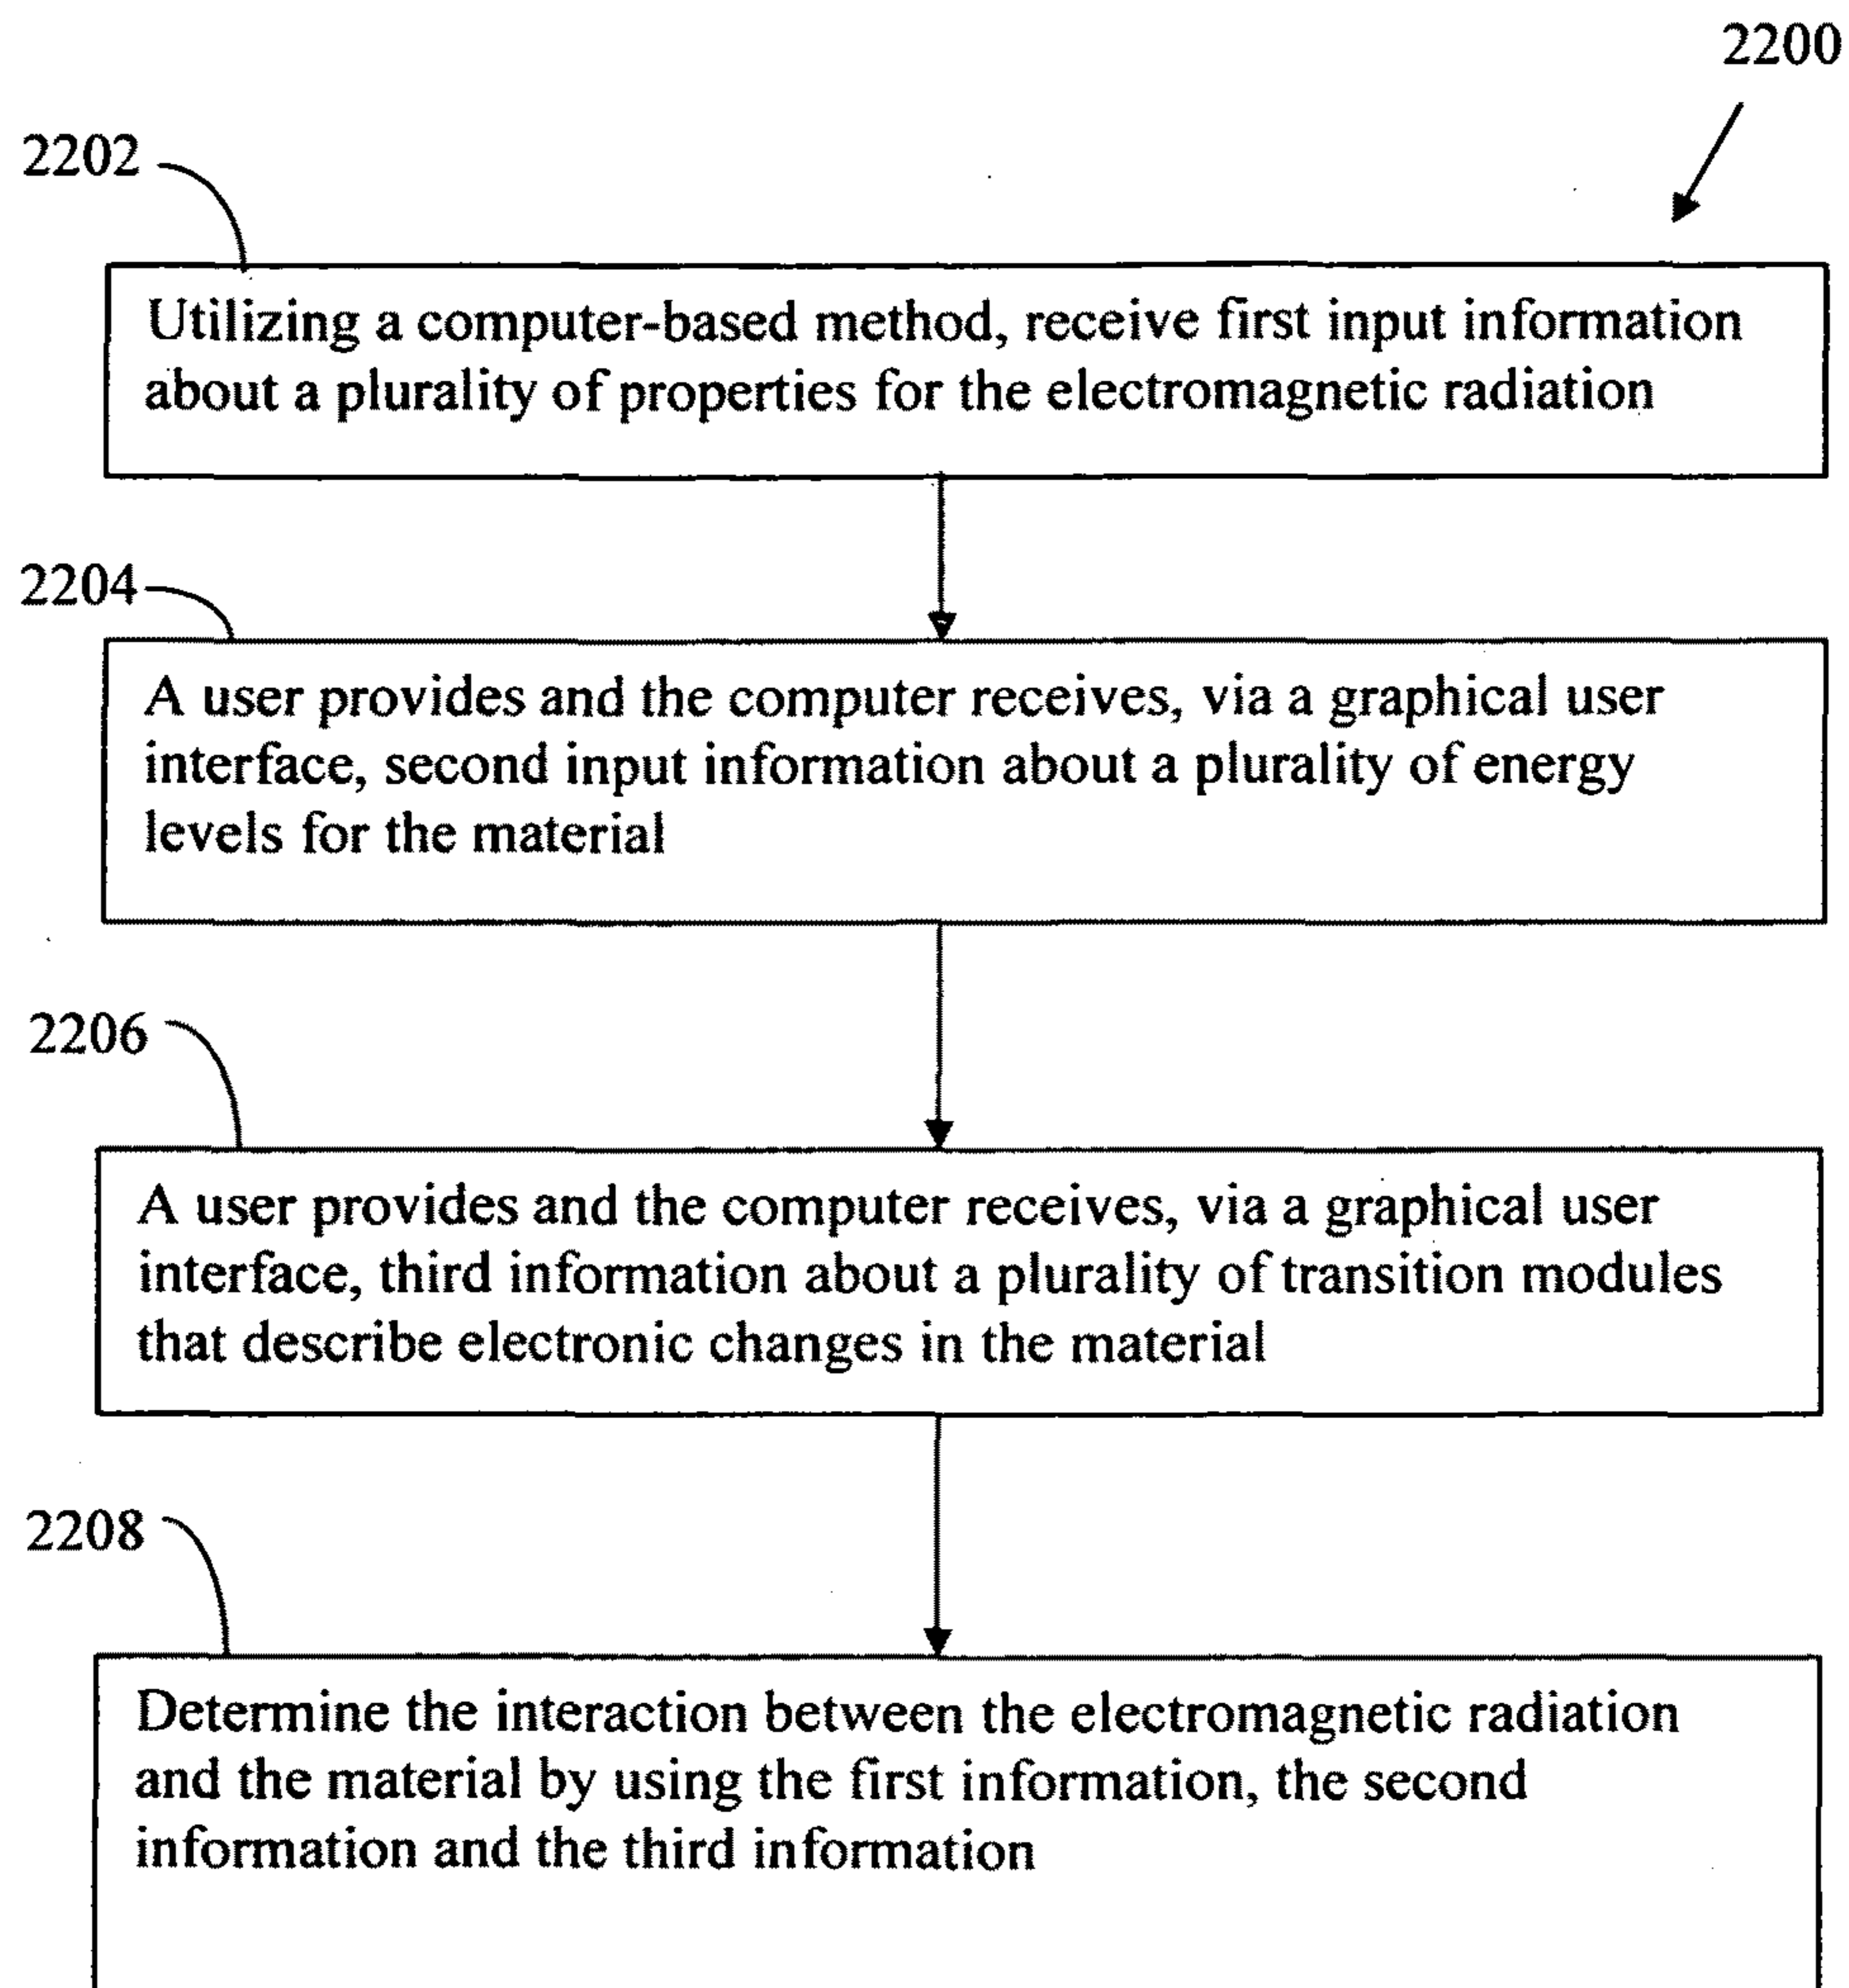 2200
2202
Utilizing a computer-based method, receive first input information
about a plurality of properties for the electromagnetic radiation
2204
A user provides and the computer receives, via a graphical user
interface, second input information about a plurality of energy
levels for the material
2206
A user provides and the computer receives, via a graphical user
interface, third information about a plurality of transition modules
that describe electronic changes in the material
2208
Determine the interaction between the electromagnetic radiation
and the material by using the first information, the second
information and the third information